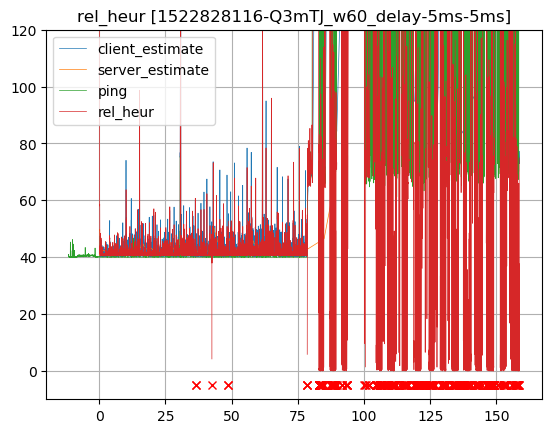 rel_heur [1522828116-Q3mTJ_w60_delay-5ms-5ms]
120
100
80
60
40
20
0
client_estimate
server_estimate
ping
rel_heur
0 25 50 75 100 125 150